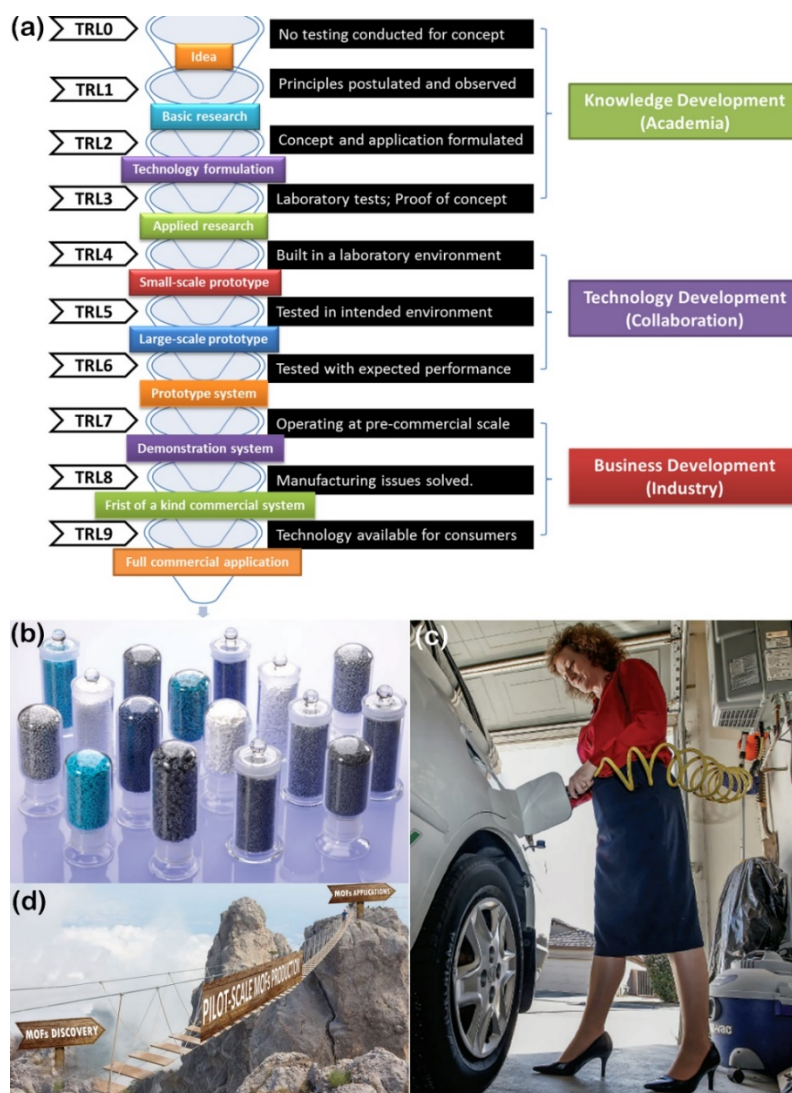 (a)
TRL0
No testing conducted for concept
Idea
TRL1
Principles postulated and observed
Basic research
TRL2
Concept and application formulated
Technology formulation
TRL3
Laboratory tests; Proof of concept
Applied research
Knowledge Development
(Academia)
TRL4
Built in a laboratory environment
Small-scale prototype
TRL5
Tested in intended environment
Large-scale prototype
TRL6
Tested with expected performance
Prototype system
Technology Development
(Collaboration)
TRL7
Operating at pre-commercial scale
Demonstration system
TRL8
Manufacturing issues solved.
Frist of a kind commercial system
TRL9
Technology available for consumers
Full commercial application
Business Development
(Industry)
(b)
(c)
(d)
MOFs APPLICATIONS
PILOT-SCALE MOFs PRODUCTION
MOFs DISCOVERY